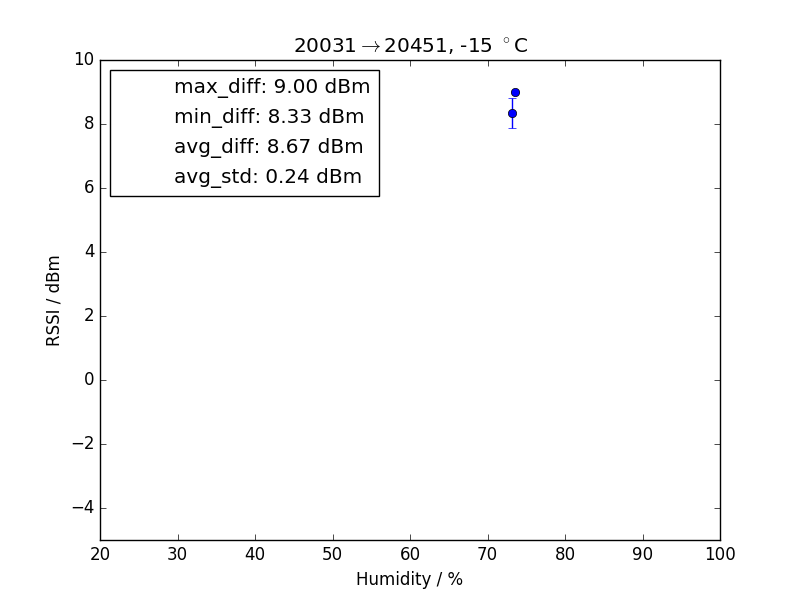 20031→20451, -15 °C
max_diff: 9.00 dBm
min_diff: 8.33 dBm
avg_diff: 8.67 dBm
avg_std: 0.24 dBm
10
8
6
4
2
0
−2
−4
RSSI / dBm
20 30 40 50 60 70 80 90 100
Humidity / %